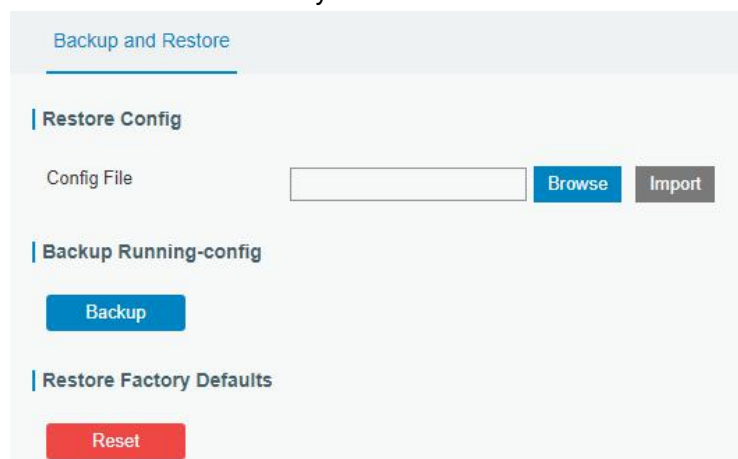 Backup and Restore
Restore Config
Config File Browse Import
Backup Running-config
Backup
Restore Factory Defaults
Reset